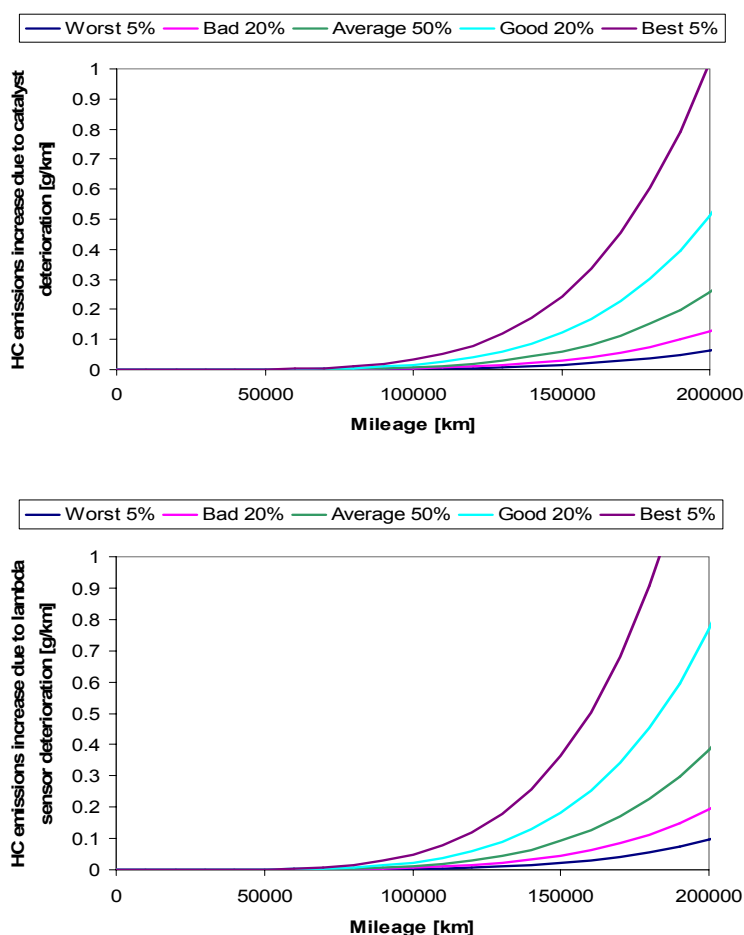 Worst 5% Bad 20% Average 50% Good 20% Best 5%
HC emissions increase due to catalyst
deterioration [g/km]
1
0.9
0.8
0.7
0.6
0.5
0.4
0.3
0.2
0.1
0
0 50000 100000 150000 200000
Mileage [km]
Worst 5% Bad 20% Average 50% Good 20% Best 5%
HC emissions increase due to lambda
sensor deterioration [g/km]
1
0.9
0.8
0.7
0.6
0.5
0.4
0.3
0.2
0.1
0
0 50000 100000 150000 200000
Mileage [km]